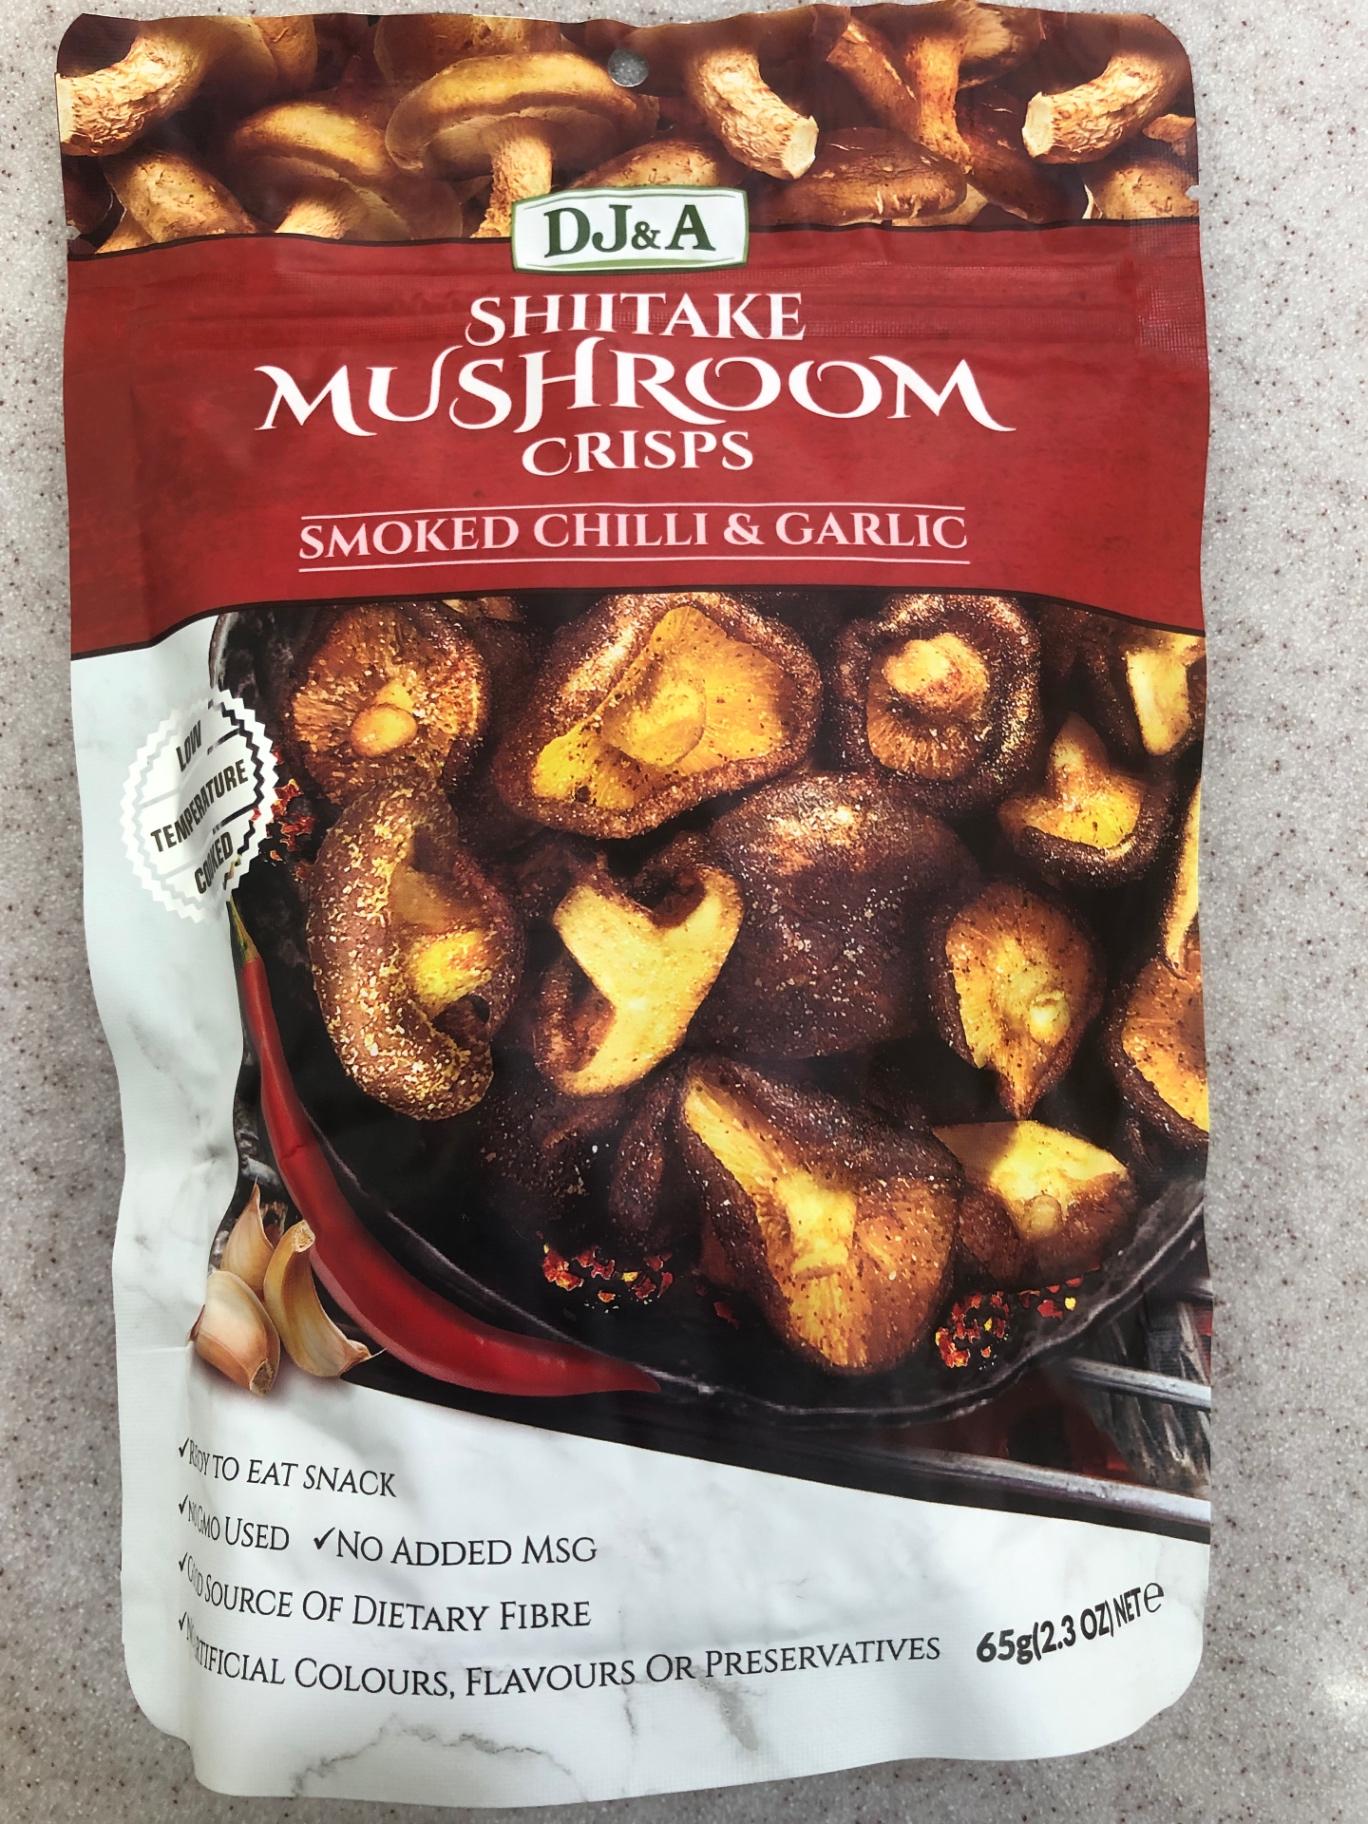 DJ&A
SHIITAKE
MUSHROOM
CRISPS
SMOKED CHILLI & GARLIC
LOW
TEMPERATURE
COOKED
✓ TO EAT SNACK
✓ GMO USED ✓NO ADDED MSG
✓ SOURCE OF DIETARY FIBRE
✓ COLOURS, FLAVOURS OR PRESERVATIVES
65g(2.3 OZ) NET e